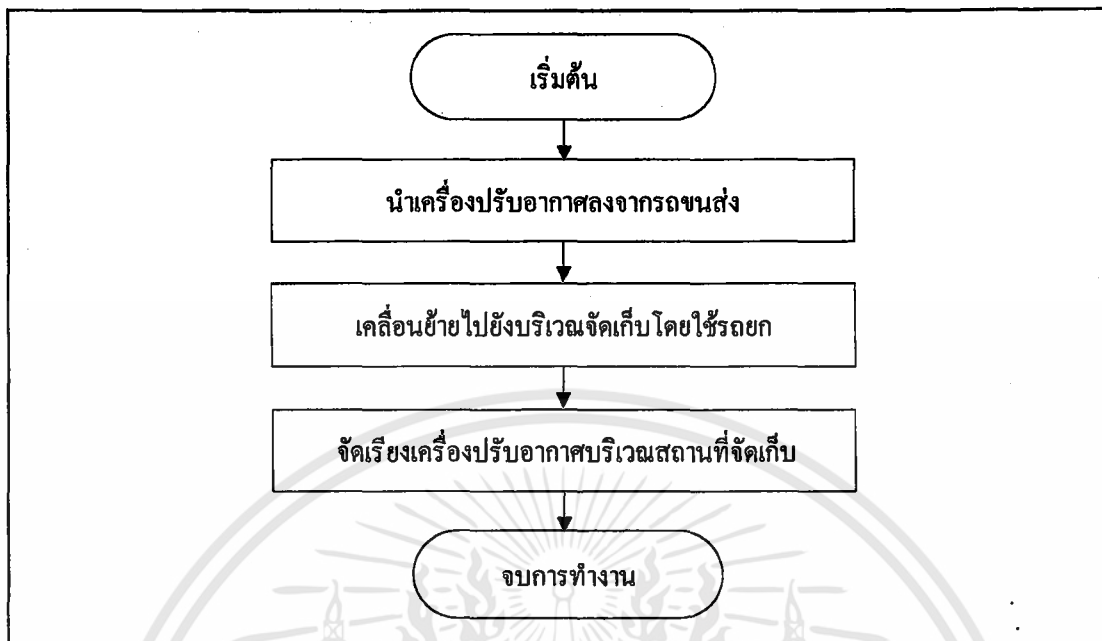 เริ่มต้น
นำเครื่องปรับอากาศลงจากรถขนส่ง
เคลื่อนย้ายไปยังบริเวณจัดเก็บโดยใช้รถยก
จัดเรียงเครื่องปรับอากาศบริเวณสถานที่จัดเก็บ
จบการทำงาน